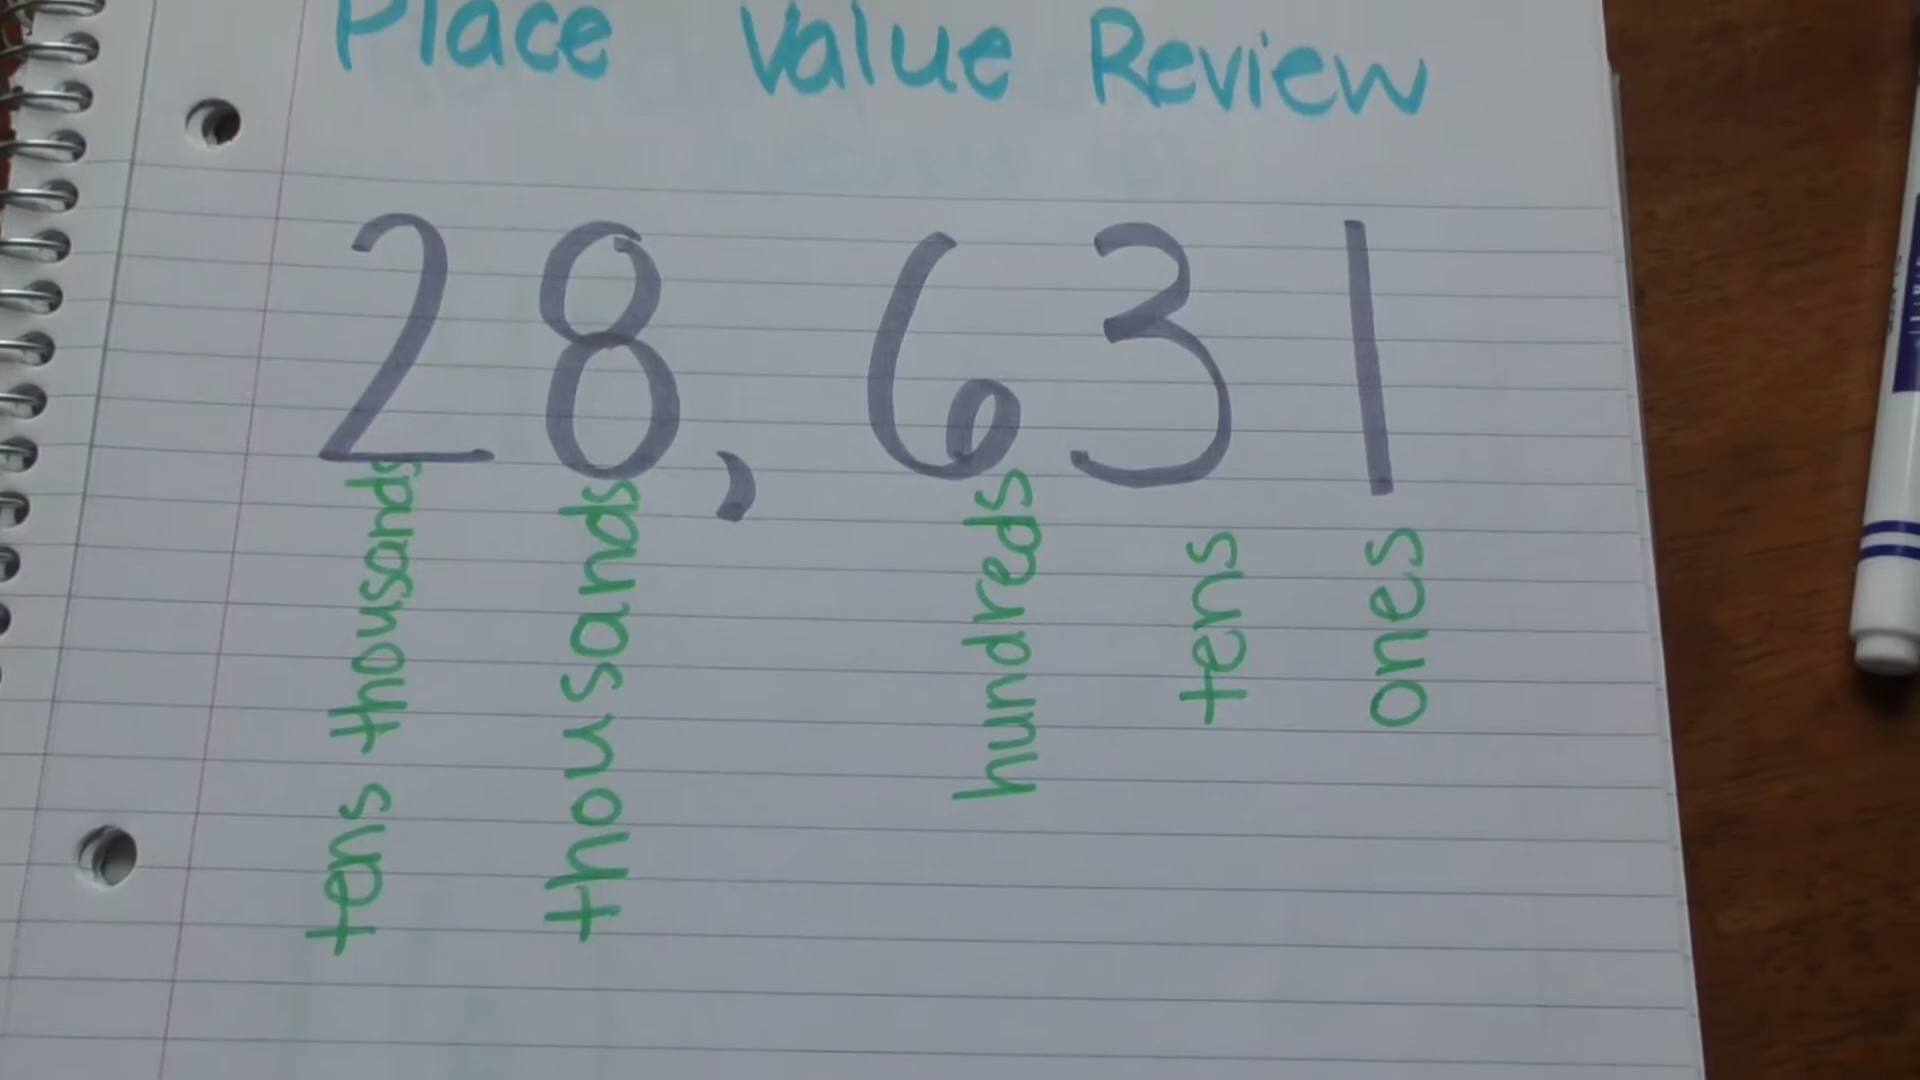 Place Value Review
28,631
tens thousands
thousands
hundreds
tens
ones